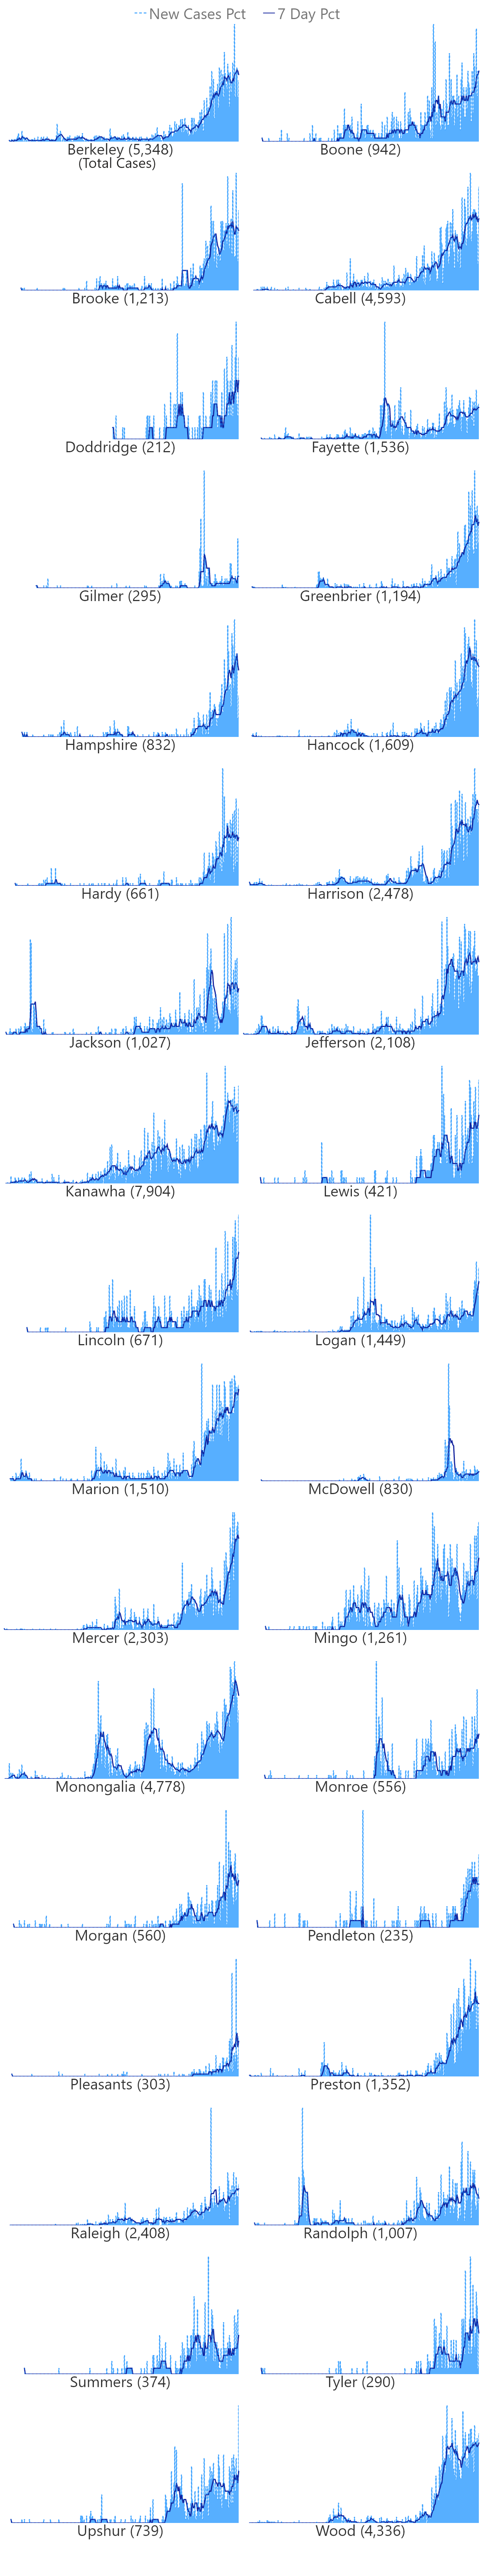 New Cases Pct 7 Day Pct
Berkeley (5,348) Boone (942)
(Total Cases)
Brooke (1,213) Cabell (4,593)
Doddridge (212) Fayette (1,536)
Gilmer (295) Greenbrier (1,194)
Hampshire (832) Hancock (1,609)
Hardy (661) Harrison (2,478)
Jackson (1,027) Jefferson (2,108)
Kanawha (7,904) Lewis (421)
Lincoln (671) Logan (1,449)
Marion (1,510) McDowell (830)
Mercer (2,303) Mingo (1,261)
Monongalia (4,778) Monroe (556)
Morgan (560) Pendleton (235)
Pleasants (303) Preston (1,352)
Raleigh (2,408) Randolph (1,007)
Summers (374) Tyler (290)
Upshur (739) Wood (4,336)